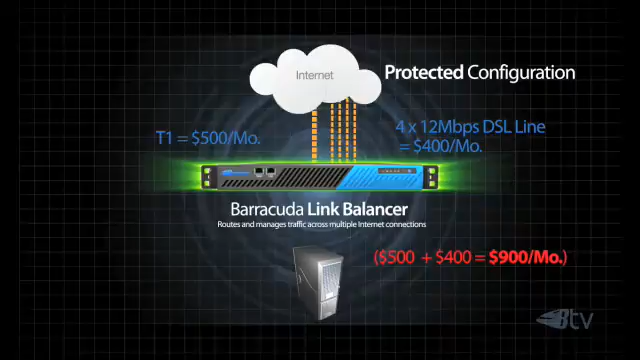 Internet
Protected Configuration
T1 = $500/Mo.
4 x 12Mbps DSL Line
= $400/Mo.
Barracuda Link Balancer
Routes and manages traffic across multiple Internet connections
($500 + $400 = $900/Mo.)
tv